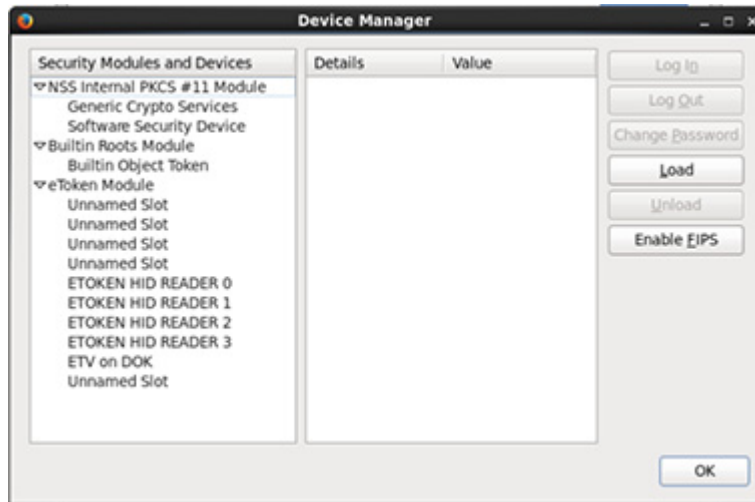 Device Manager
Security Modules and Devices
NSS Internal PKCS #11 Module
Generic Crypto Services
Software Security Device
Builtin Roots Module
Builtin Object Token
eToken Module
Unnamed Slot
Unnamed Slot
Unnamed Slot
Unnamed Slot
ETOKEN HID READER 0
ETOKEN HID READER 1
ETOKEN HID READER 2
ETOKEN HID READER 3
ETV on DOK
Unnamed Slot
Details Value
Log In
Log Out
Change Password
Load
Unload
Enable FIPS
OK